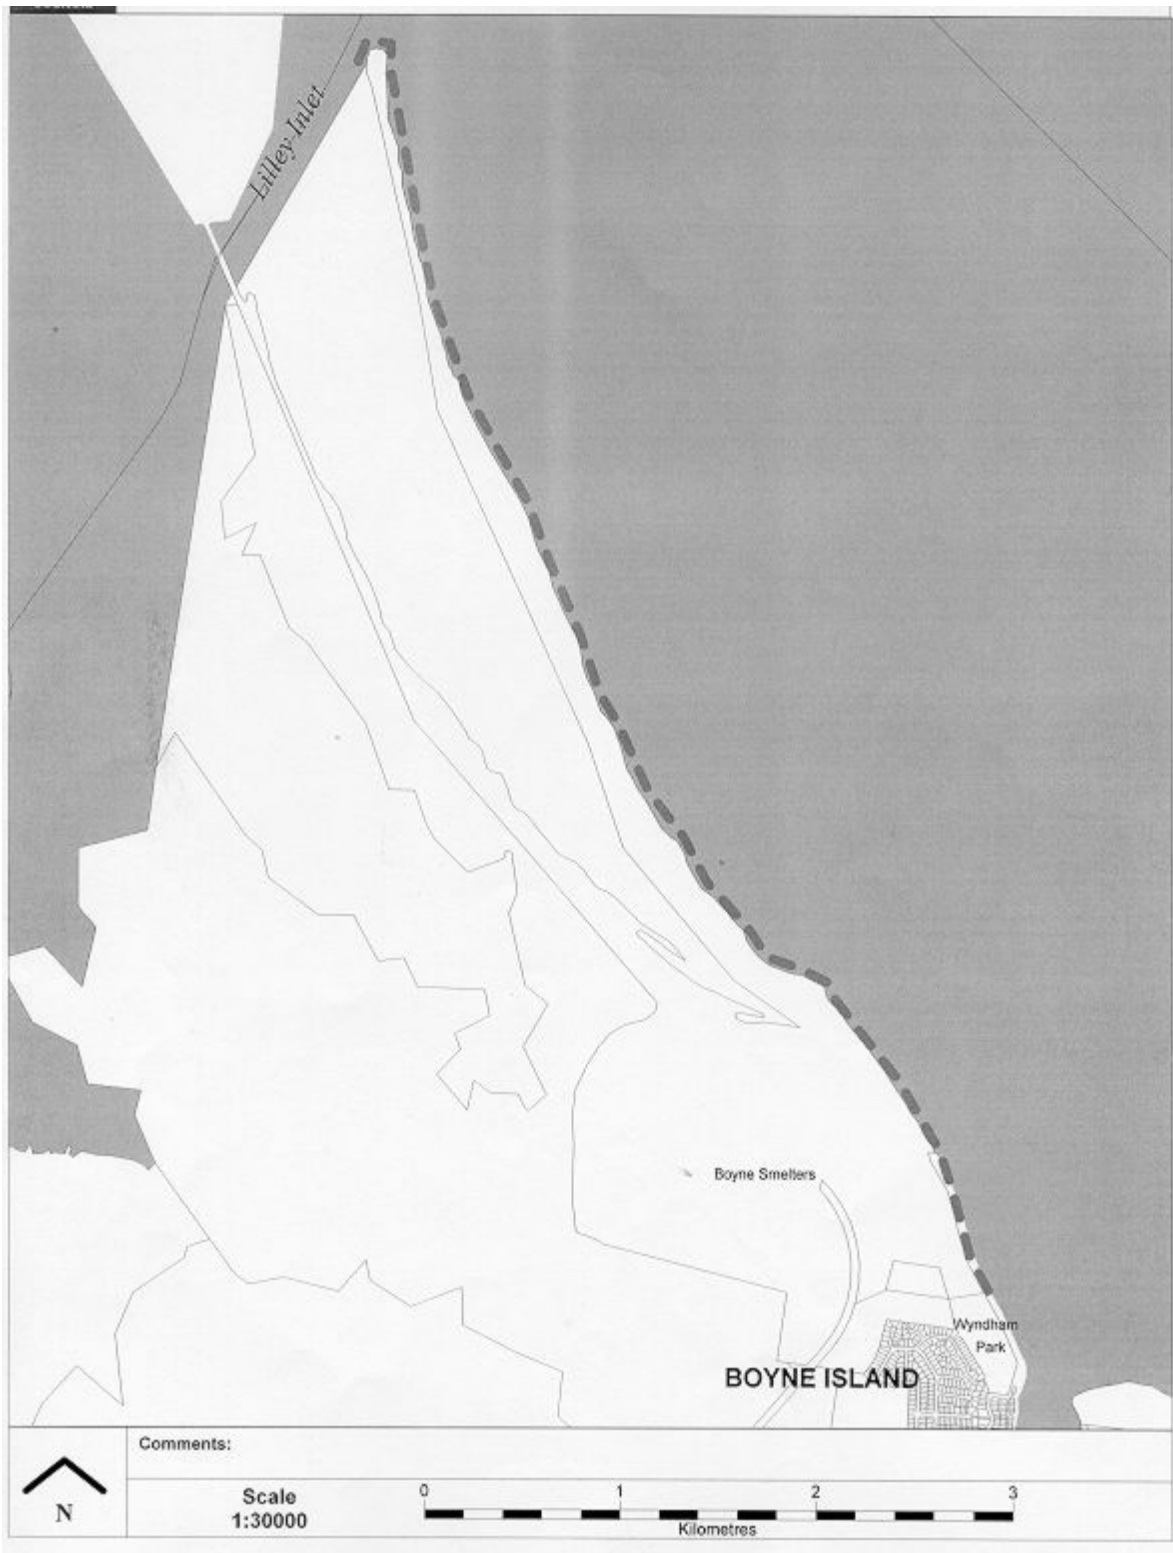 Lilley Inlet
Boyne Smelters
Wyndham
Park
BOYNE ISLAND
Comments:
N
Scale
1:30000
0 1 2 3
Kilometres